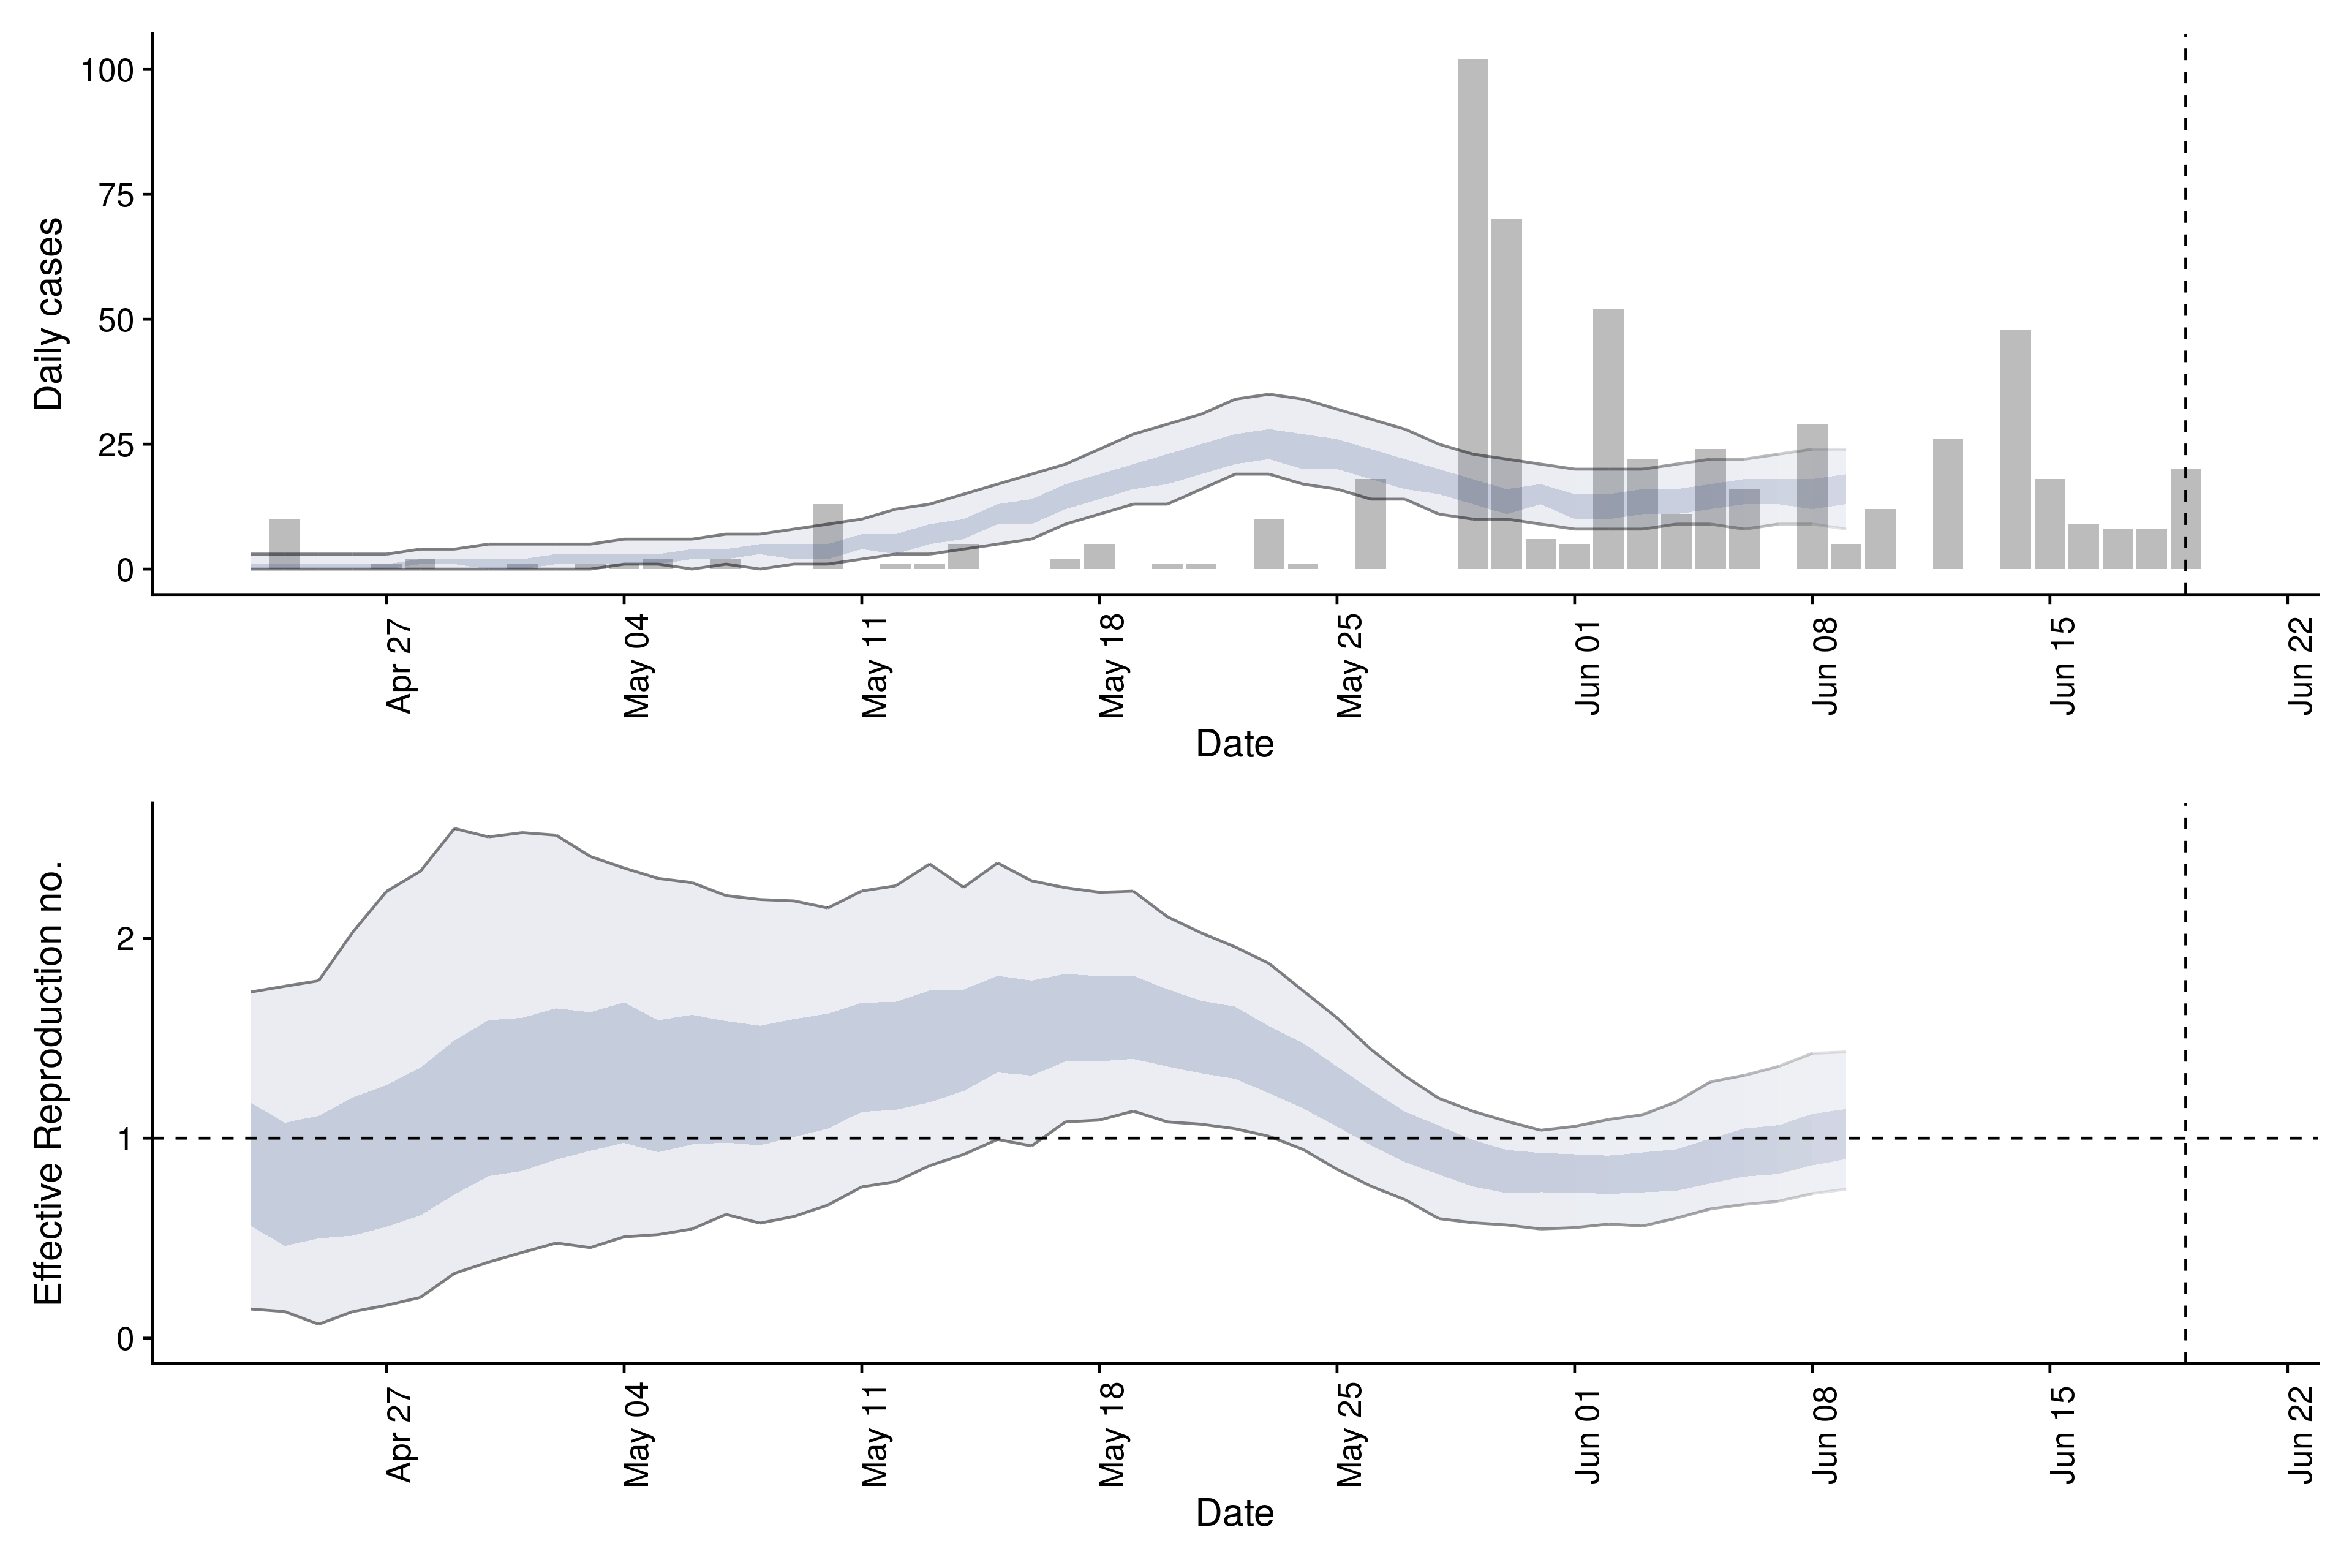 100
75
50
25
0
Daily cases
Apr 27
May 04
May 11
May 18
May 25
Jun 01
Jun 08
Jun 15
Jun 22
Date
2
1
0
Effective Reproduction no.
Apr 27
May 04
May 11
May 18
May 25
Jun 01
Jun 08
Jun 15
Jun 22
Date